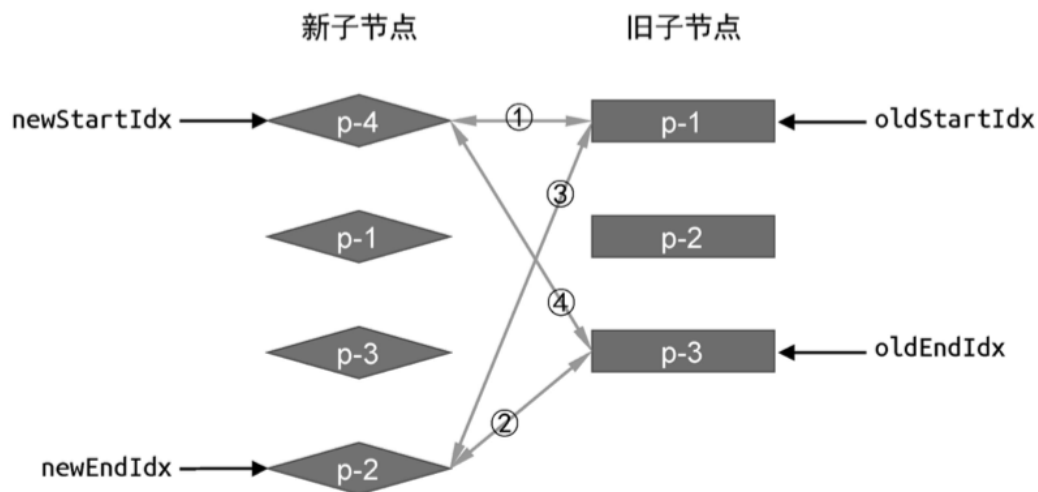 新子节点 旧子节点
newStartIdx p-4 ① p-1 oldStartIdx
③
p-1 p-2
④
p-3 p-3 oldEndIdx
②
newEndIdx p-2